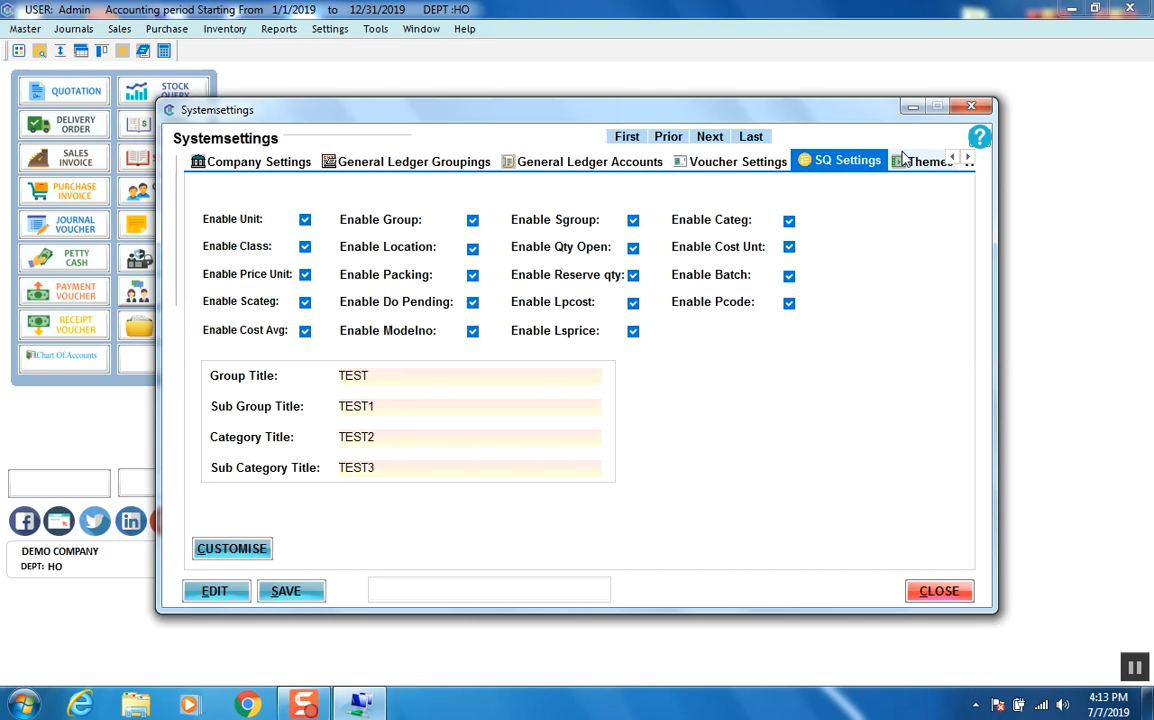 USER: Admin Accounting period Starting From 1/1/2019 to 12/31/2019 DEPT :HO
Master Journals Sales Purchase Inventory Reports Settings Tools Window Help
QUOTATION
STOCK QUERY
DELIVERY ORDER
SALES INVOICE
PURCHASE INVOICE
JOURNAL VOUCHER
PETTY CASH
PAYMENT VOUCHER
RECEIPT VOUCHER
Chart Of Accounts
DEMO COMPANY
DEPT: HO
Systemsettings
Systemsettings
First Prior Next Last
Company Settings General Ledger Groupings General Ledger Accounts Voucher Settings SQ Settings Themes
Enable Unit: Enable Group: Enable Sgroup: Enable Categ:
Enable Class: Enable Location: Enable Qty Open: Enable Cost Unt:
Enable Price Unit: Enable Packing: Enable Reserve qty: Enable Batch:
Enable Scateg: Enable Do Pending: Enable Lpcost: Enable Pcode:
Enable Cost Avg: Enable Modelno: Enable Lsprice:
Group Title: TEST
Sub Group Title: TEST1
Category Title: TEST2
Sub Category Title: TEST3
CUSTOMISE
EDIT SAVE CLOSE
4:13 PM
7/7/2019